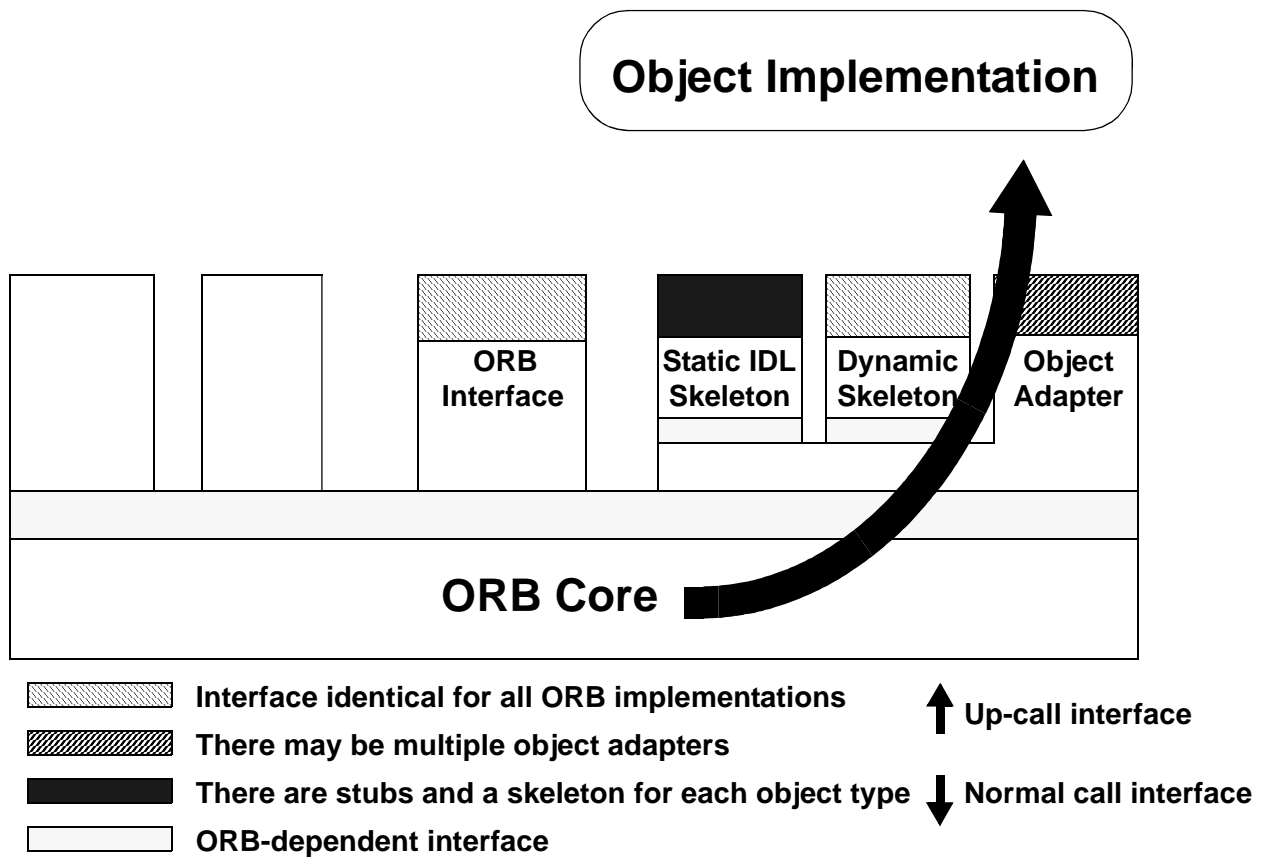 Object Implementation
ORB
Interface
Static IDL
Skeleton
Dynamic
Skeleton
Object
Adapter
ORB Core
Interface identical for all ORB implementations
There may be multiple object adapters
There are stubs and a skeleton for each object type
ORB-dependent interface
Up-call interface
Normal call interface